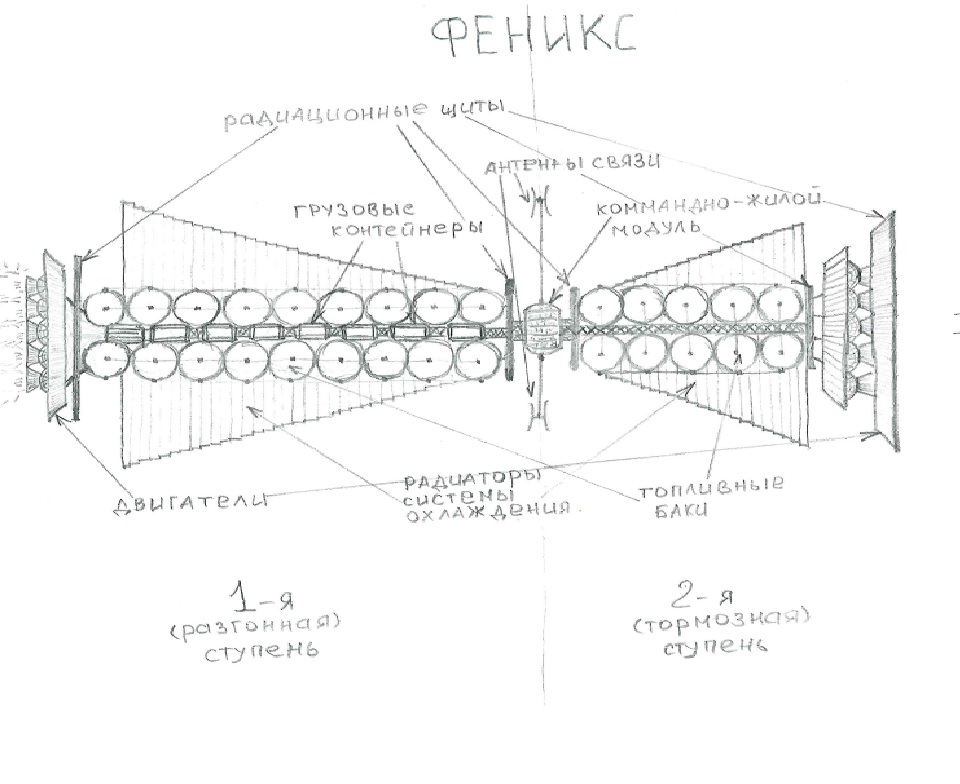 ФЕНИКС
радиационные щиты
АНТЕННЫ СВЯЗИ
ГРУЗОВЫЕ
контейнеры
КОММАНДНО-ЖИЛОЙ
МОДУЛЬ
ДВИГАТЕЛИ
РАДИАТОРЫ
СИСТЕМЫ
ОХЛАЖДЕНИЯ
ТОПЛИВНЫЕ
БАКИ
1-я
(разгонная)
ступень
2-я
(тормозная)
ступень